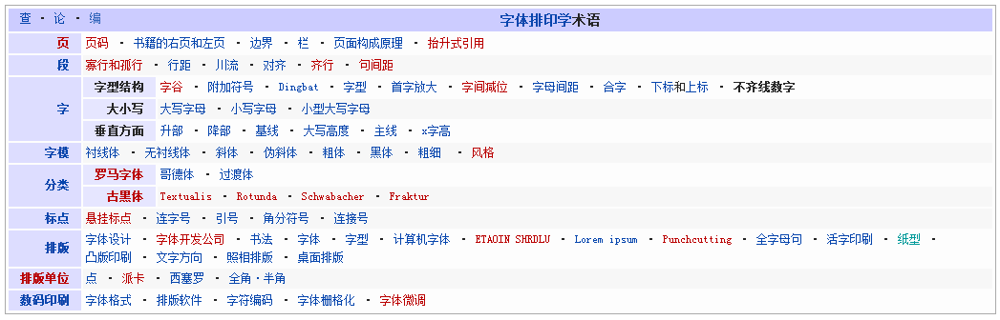 查 · 论 · 编 字体排印学术语
页 页码 · 书籍的右页和左页 · 边界 · 栏 · 页面构成原理 · 抬升式引用
段 寡行和孤行 · 行距 · 川流 · 对齐 · 齐行 · 句间距
字 字型结构 字谷 · 附加符号 · Dingbat · 字型 · 首字放大 · 字间减位 · 字母间距 · 合字 · 下标和上标 · 不齐线数字
大小写 大写字母 · 小写字母 · 小型大写字母
垂直方面 升部 · 降部 · 基线 · 大写高度 · 主线 · x字高
字模 衬线体 · 无衬线体 · 斜体 · 伪斜体 · 粗体 · 黑体 · 粗细 · 风格
分类 罗马字体 哥德体 · 过渡体
古黑体 Textualis · Rotunda · Schwabacher · Fraktur
标点 悬挂标点 · 连字号 · 引号 · 角分符号 · 连接号
排版 字体设计 · 字体开发公司 · 书法 · 字体 · 字型 · 计算机字体 · ETAOIN SHRDLU · Lorem ipsum · Punchcutting · 全字母句 · 活字印刷 · 纸型 ·
凸版印刷 · 文字方向 · 照相排版 · 桌面排版
排版单位 点 · 派卡 · 西塞罗 · 全角·半角
数码印刷 字体格式 · 排版软件 · 字符编码 · 字体栅格化 · 字体微调